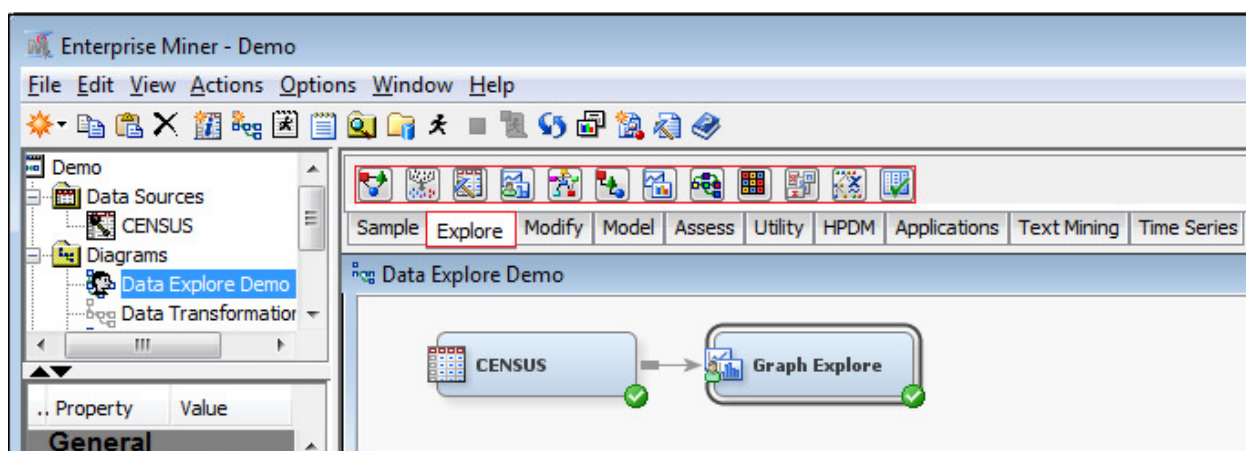 Enterprise Miner - Demo
File Edit View Actions Options Window Help
Demo
Data Sources
CENSUS
Diagrams
Data Explore Demo
Data Transformation
.. Property Value
General
Sample Explore Modify Model Assess Utility HPDM Applications Text Mining Time Series
Data Explore Demo
CENSUS Graph Explore